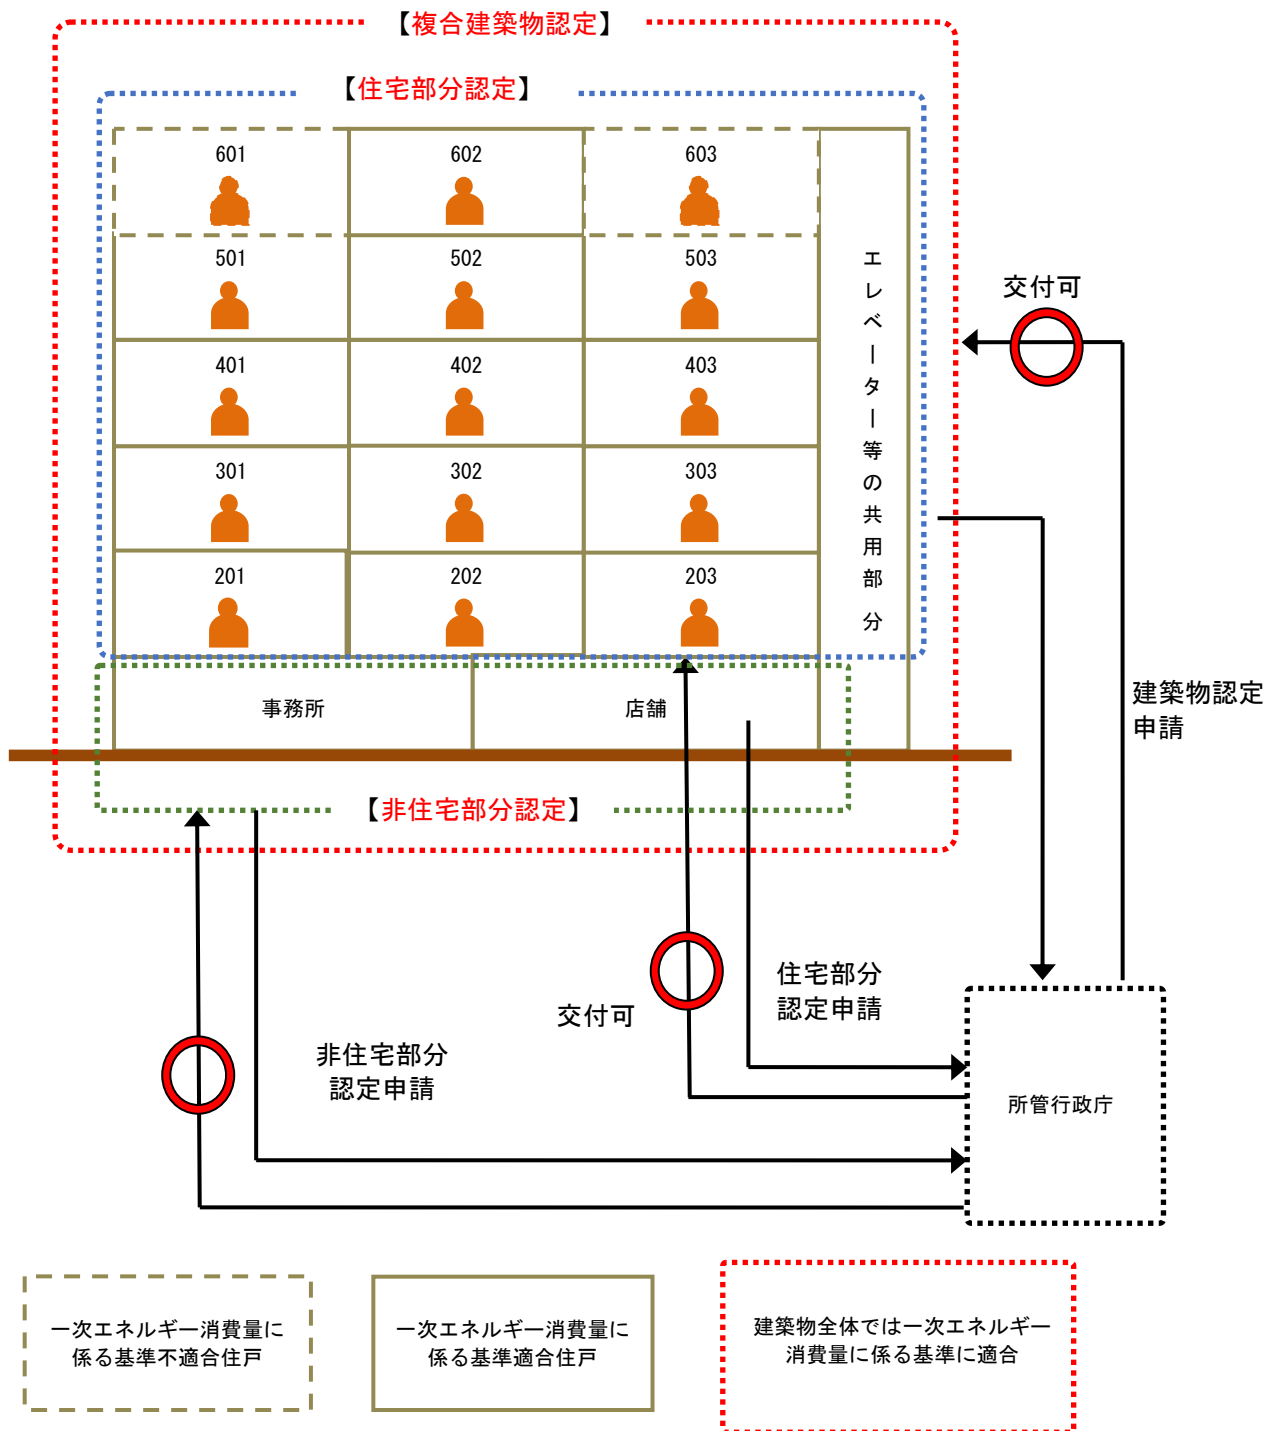 【複合建築物認定】
【住宅部分認定】
601
602
603
501
502
503
401
402
403
301
302
303
201
202
203
エレベーター等の共用部分
交付可
建築物認定
申請
事務所
店舗
【非住宅部分認定】
住宅部分
認定申請
交付可
非住宅部分
認定申請
所管行政庁
一次エネルギー消費量に
係る基準不適合住戸
一次エネルギー消費量に
係る基準適合住戸
建築物全体では一次エネルギー
消費量に係る基準に適合